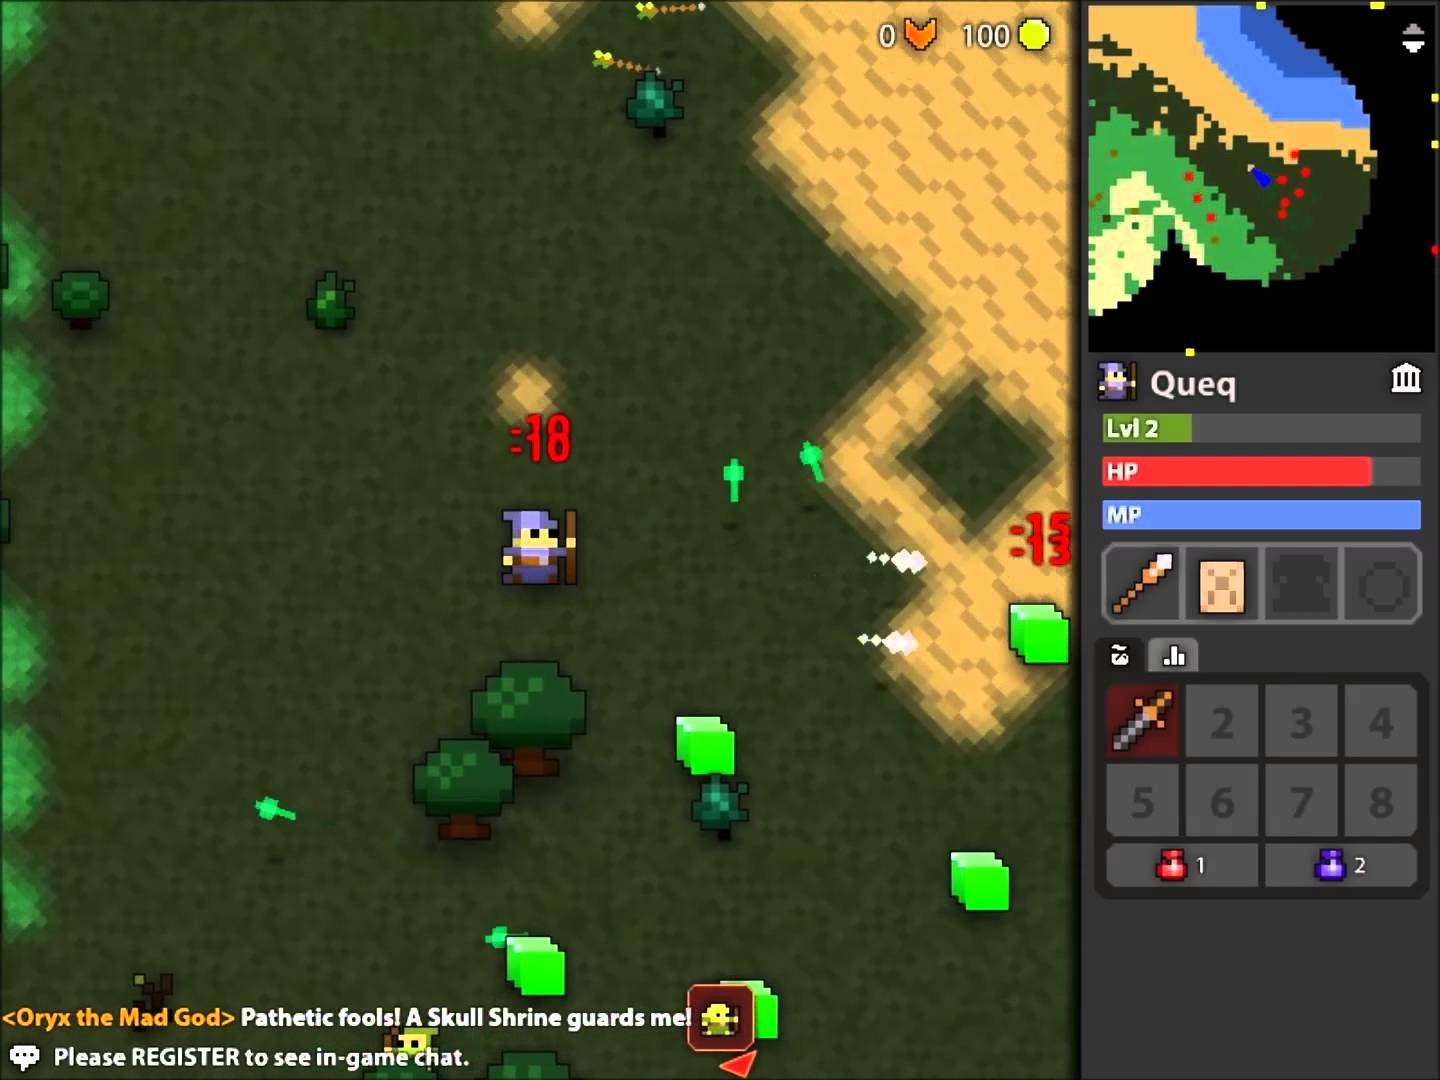 0 100
Queq
Lvl 2
HP
-18
MP
-15
-13
2 3 4
5 6 7 8
1 2
<Oryx the Mad God> Pathetic fools! A Skull Shrine guards me!
Please REGISTER to see in-game chat.